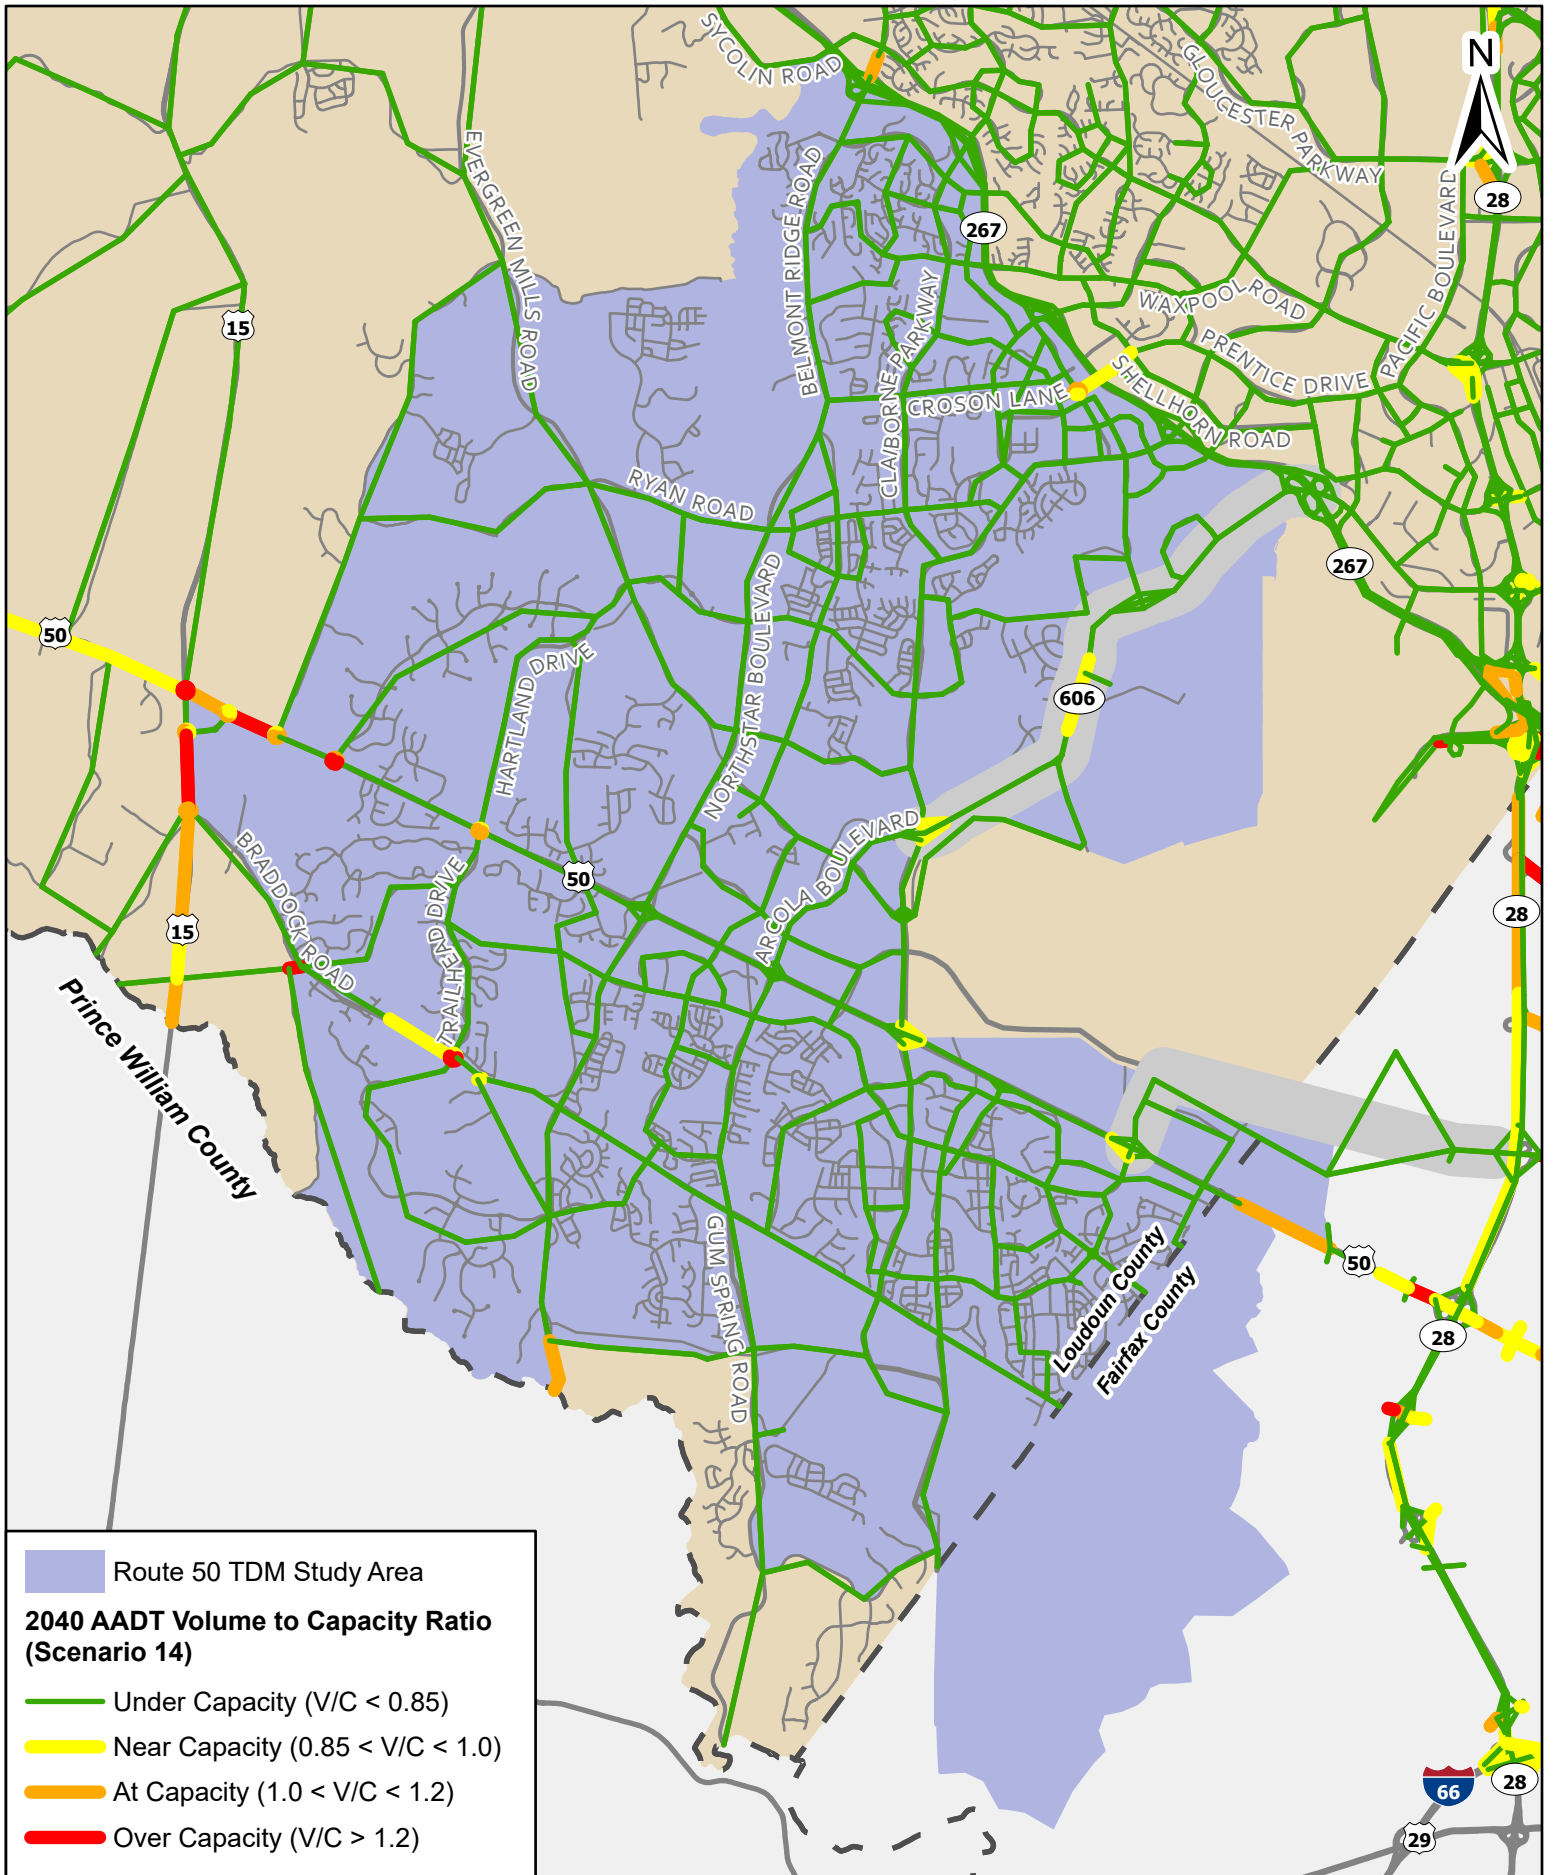 SYCOLIN ROAD
GLOUCESTER PARKWAY
N
28
EVERGREEN MILLS ROAD
BELMONT RIDGE ROAD
267
PACIFIC BOULEVARD
15
CLAIBORNE PARKWAY
WAXPOOL ROAD
PRENTICE DRIVE
CROSON LANE
SHELLHORN ROAD
RYAN ROAD
267
50
HARTLAND DRIVE
NORTHSTAR BOULEVARD
606
BRADDOCK ROAD
50
ARCOLA BOULEVARD
28
15
TRAILHEAD DRIVE
Prince William County
GUM SPRING ROAD
Loudoun County
Fairfax County
50
28
Route 50 TDM Study Area
2040 AADT Volume to Capacity Ratio
(Scenario 14)
Under Capacity (V/C < 0.85)
Near Capacity (0.85 < V/C < 1.0)
At Capacity (1.0 < V/C < 1.2)
Over Capacity (V/C > 1.2)
66
28
29